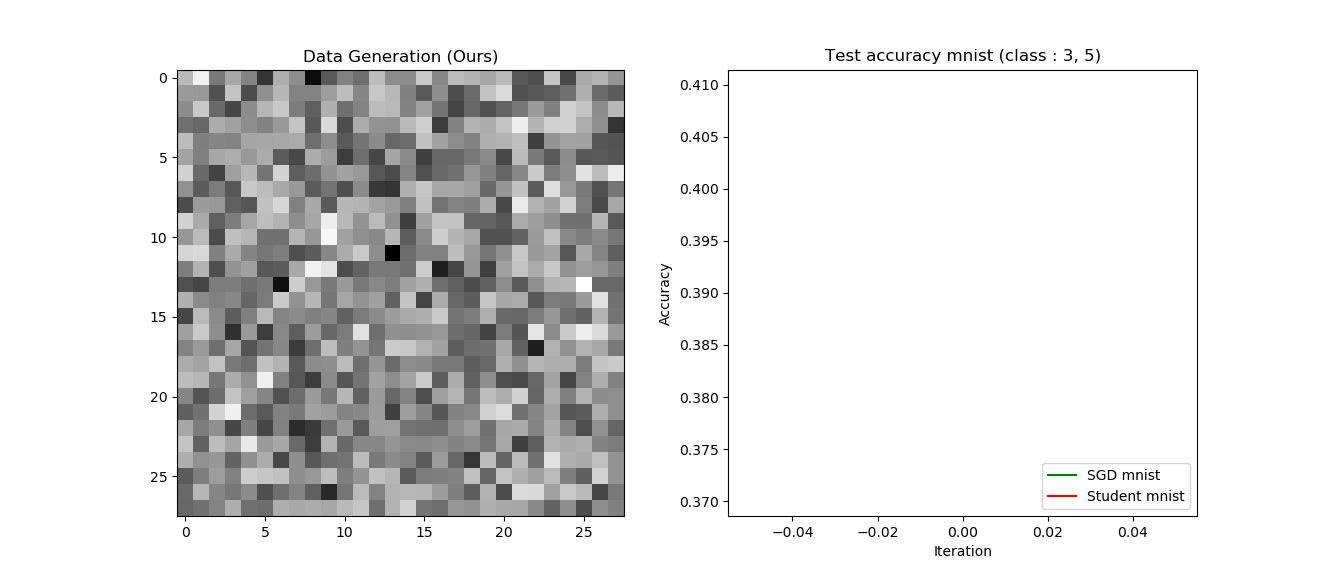 Data Generation (Ours)
0
5
10
15
20
25
0 5 10 15 20 25
Test accuracy mnist (class : 3, 5)
Accuracy
0.410
0.405
0.400
0.395
0.390
0.385
0.380
0.375
0.370
SGD mnist
Student mnist
−0.04 −0.02 0.00 0.02 0.04
Iteration